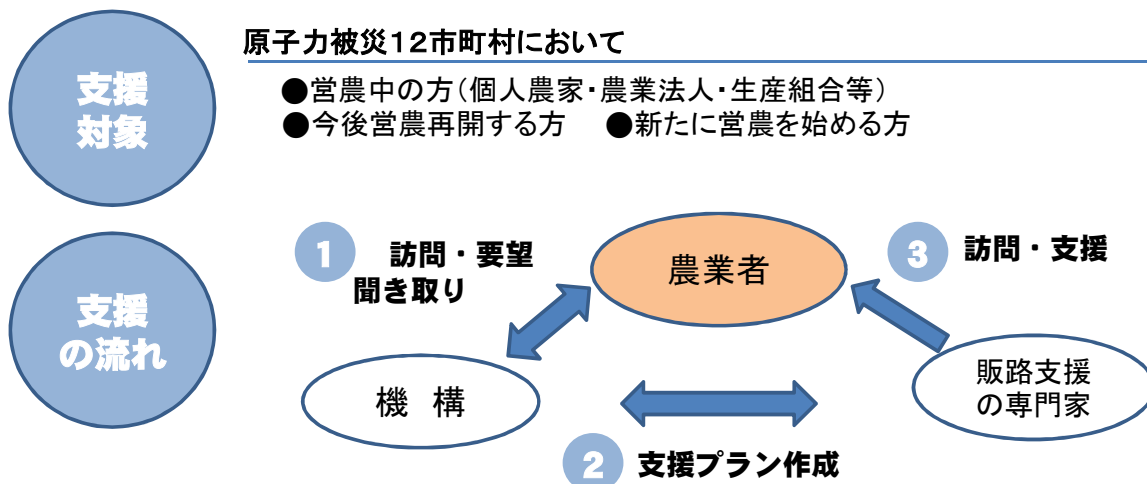 支援
対象
原子力被災12市町村において
●営農中の方(個人農家・農業法人・生産組合等)
●今後営農再開する方 ●新たに営農を始める方
支援
の流れ
1 訪問・要望
聞き取り
農業者
3 訪問・支援
機 構
販路支援
の専門家
2 支援プラン作成